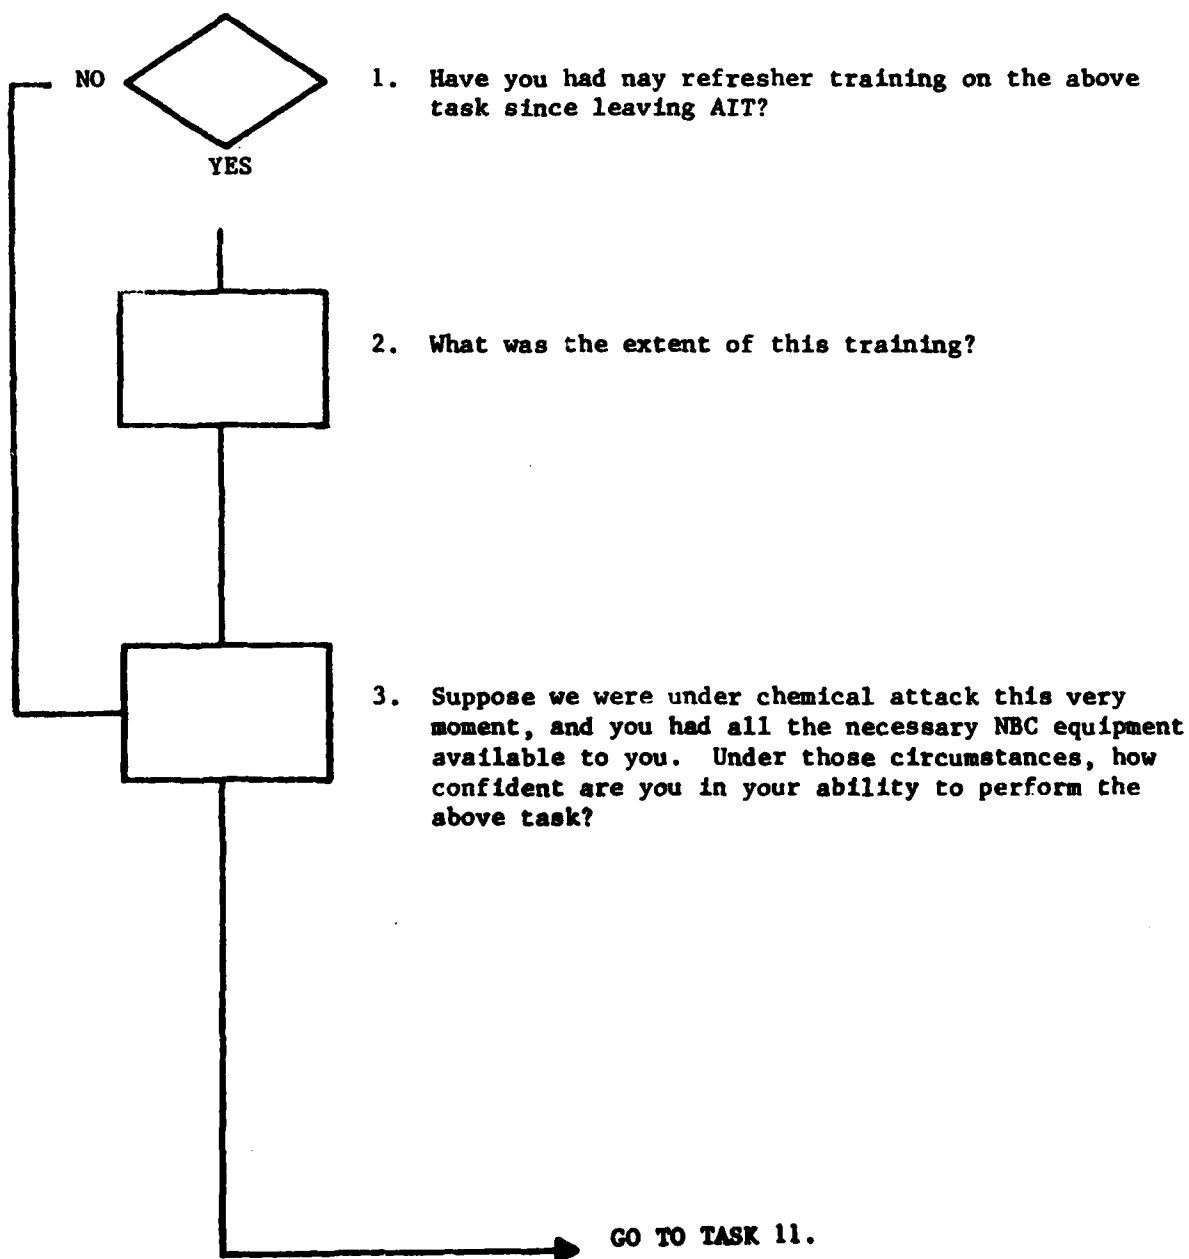 NO
1. Have you had nay refresher training on the above
task since leaving AIT?
YES
2. What was the extent of this training?
3. Suppose we were under chemical attack this very
moment, and you had all the necessary NBC equipment
available to you. Under those circumstances, how
confident are you in your ability to perform the
above task?
GO TO TASK 11.